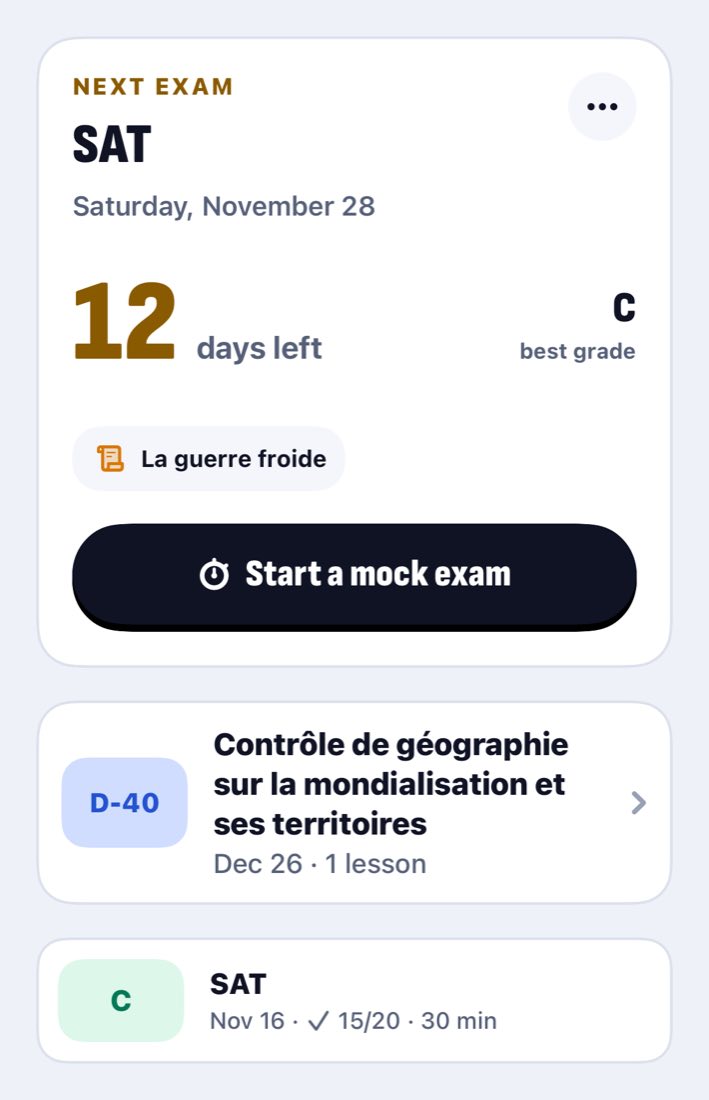 NEXT EXAM
SAT
Saturday, November 28
12 days left
C
best grade
La guerre froide
Start a mock exam
D-40
Contrôle de géographie
sur la mondialisation et
ses territoires
Dec 26 · 1 lesson
C
SAT
Nov 16 · ✓ 15/20 · 30 min